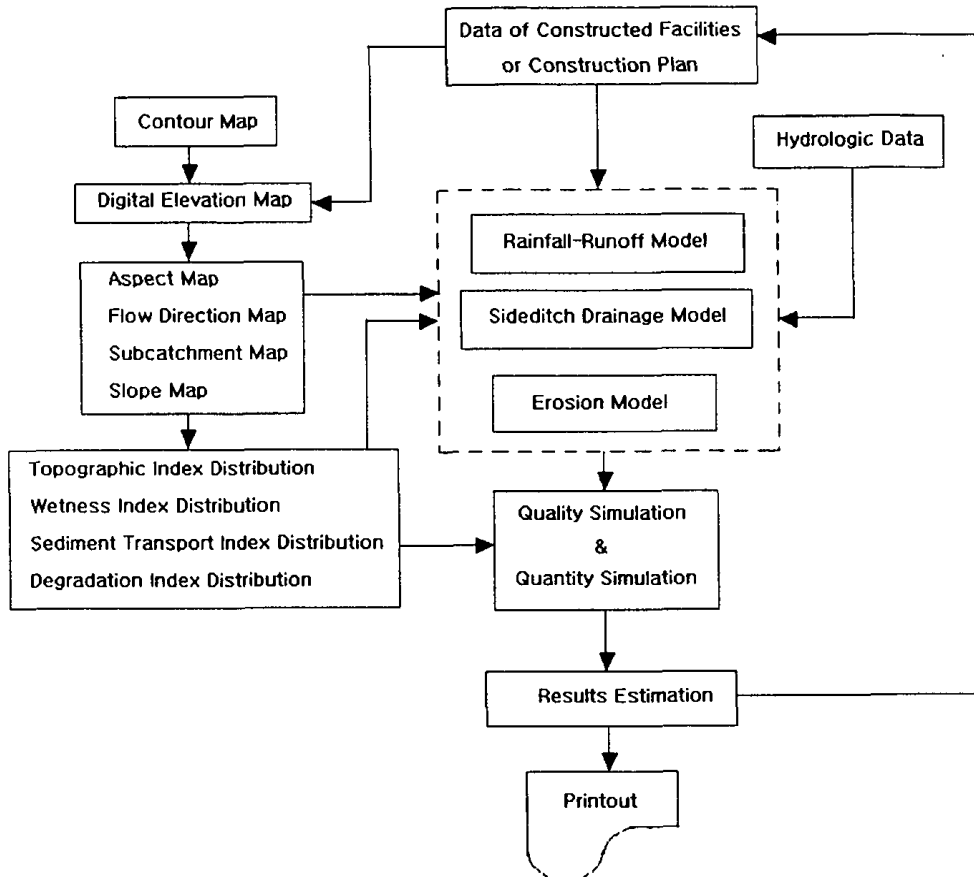 Data of Constructed Facilities
or Construction Plan
Contour Map
Hydrologic Data
Digital Elevation Map
Rainfall-Runoff Model
Aspect Map
Flow Direction Map
Subcatchment Map
Slope Map
Sideditch Drainage Model
Erosion Model
Topographic Index Distribution
Wetness Index Distribution
Sediment Transport Index Distribution
Degradation Index Distribution
Quality Simulation
&
Quantity Simulation
Results Estimation
Printout